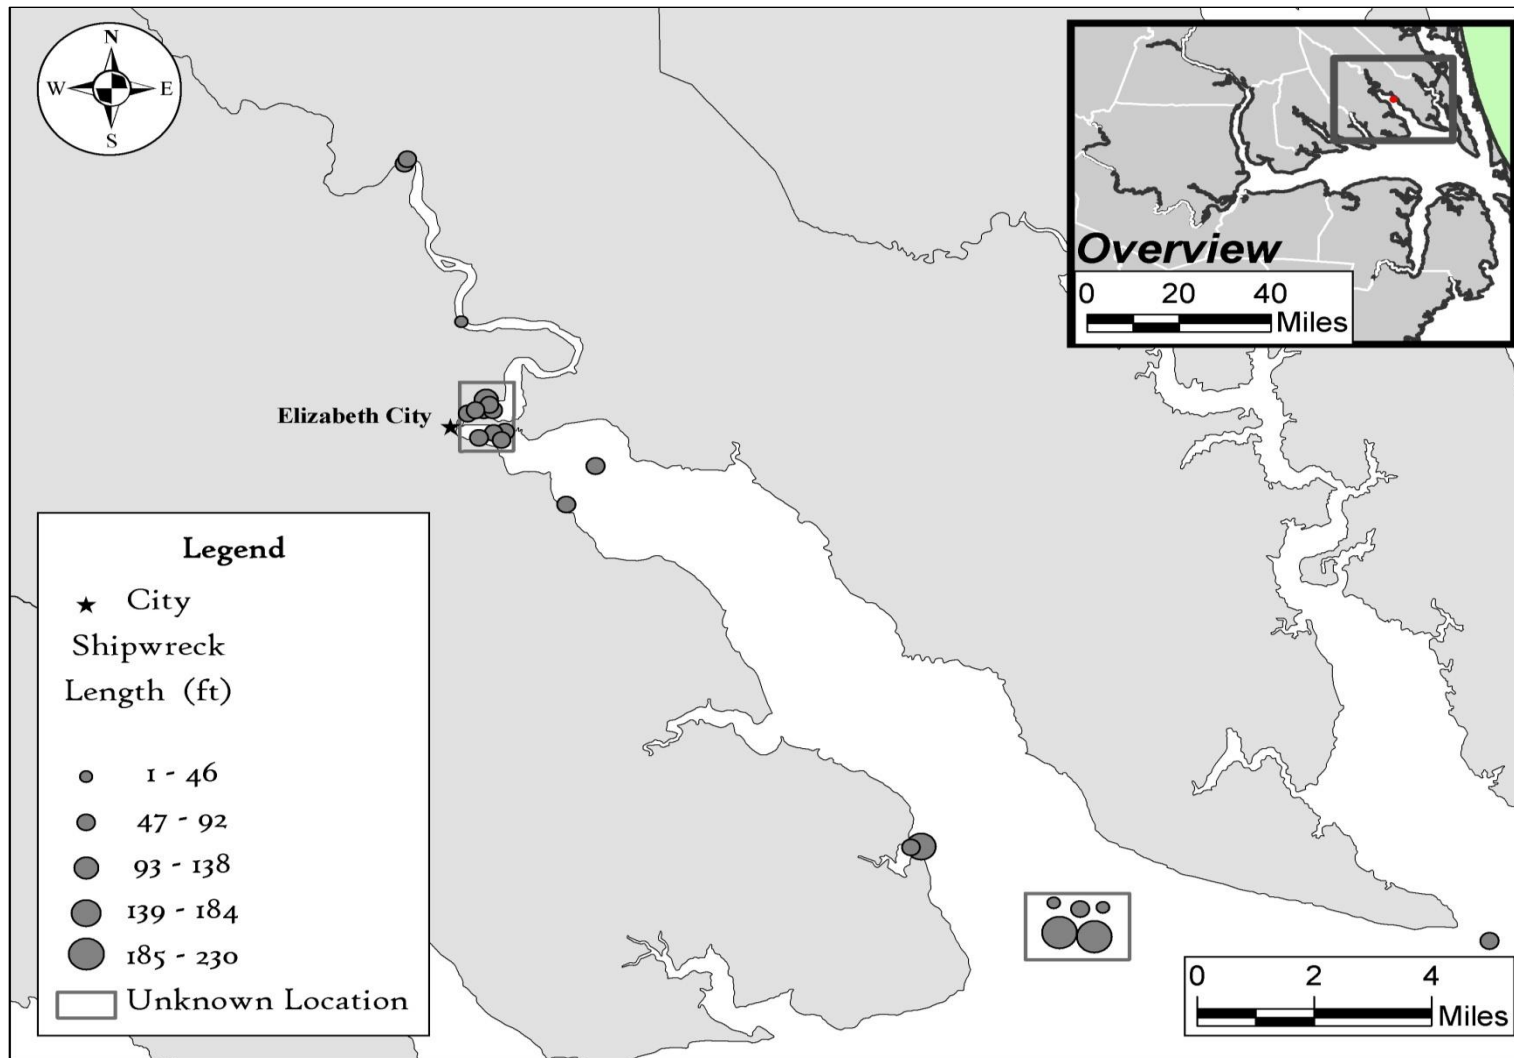 N
W E
S
Overview
0 20 40
Miles
Elizabeth City
Legend
City
Shipwreck
Length (ft)
1 - 46
47 - 92
93 - 138
139 - 184
185 - 230
Unknown Location
0 2 4
Miles